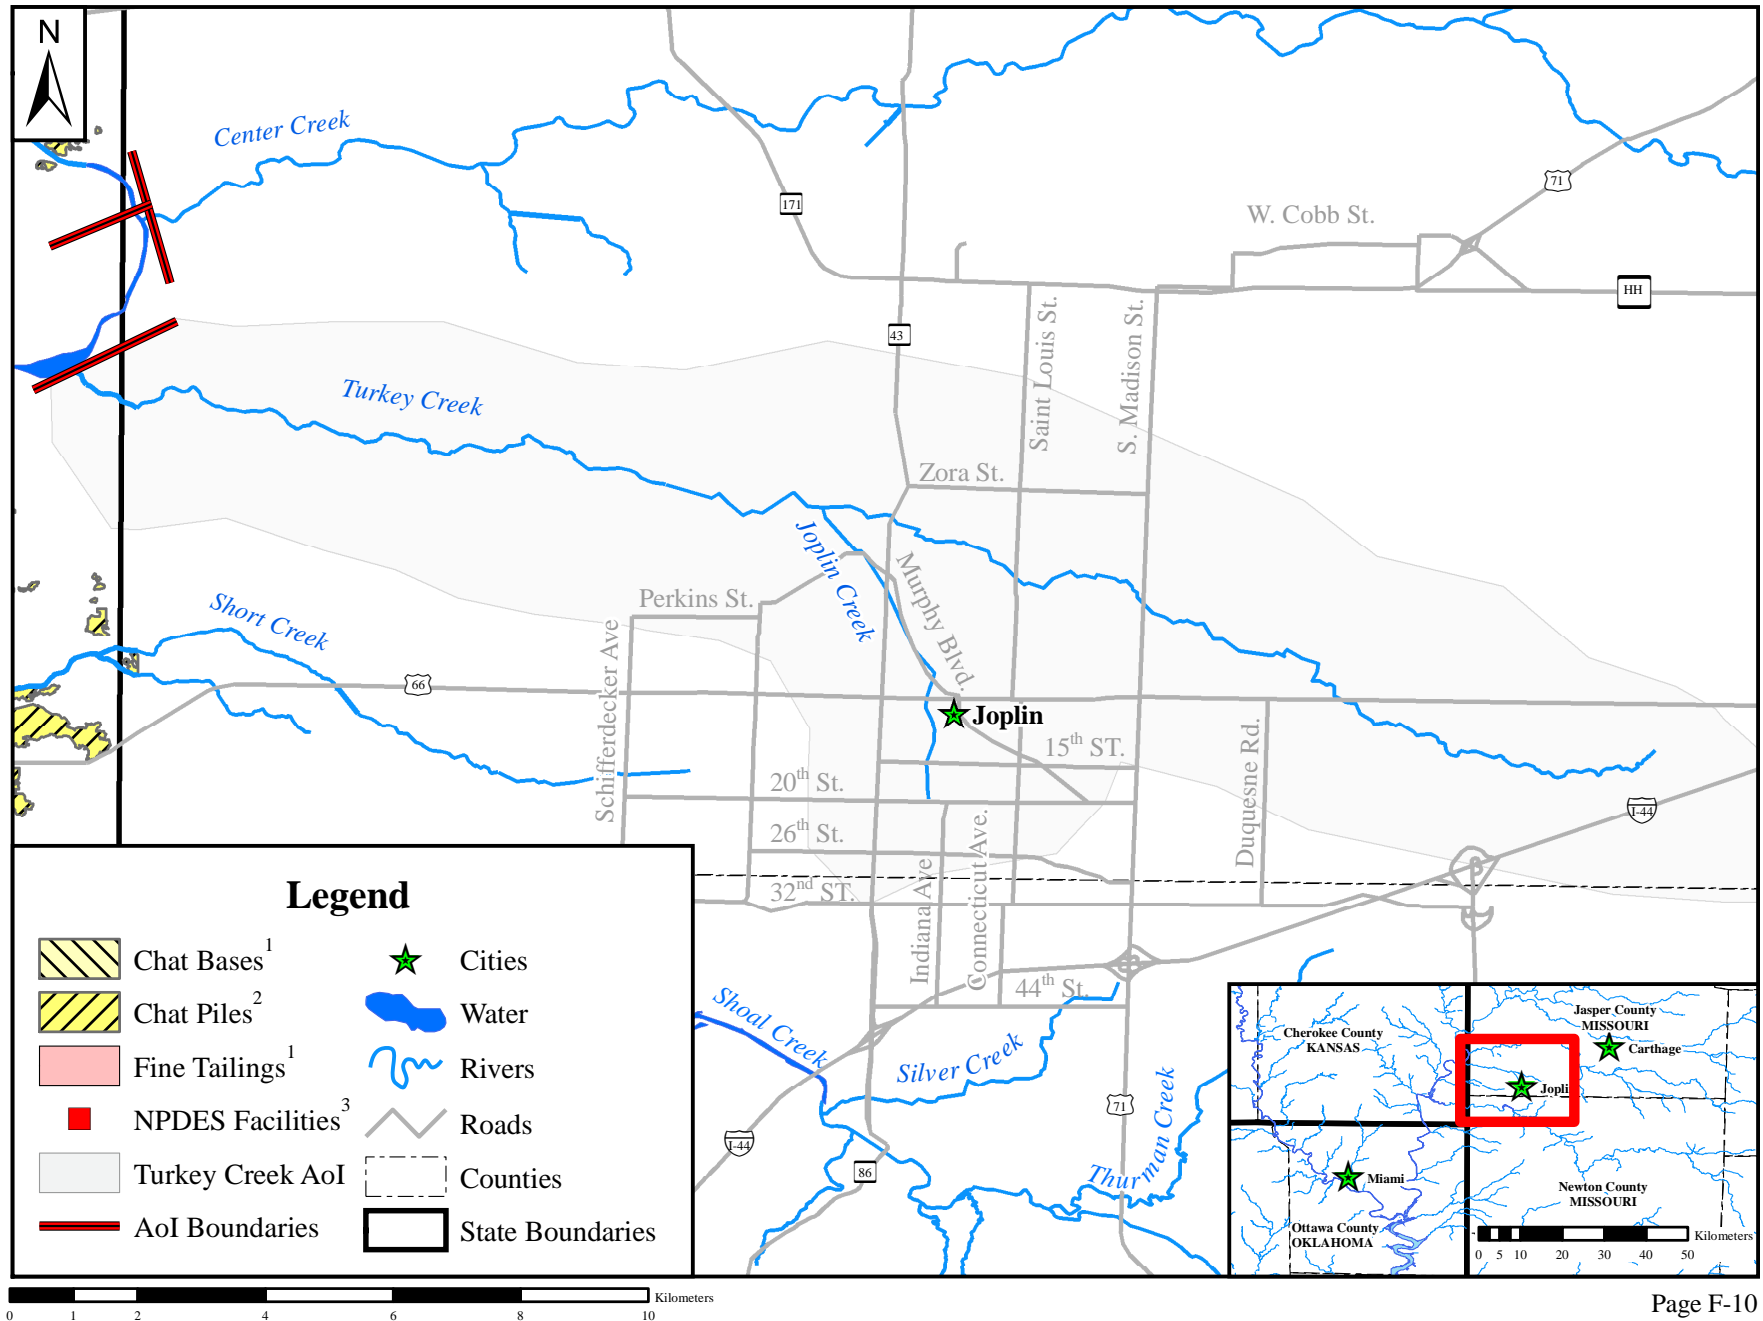 N
Center Creek
171
71
W. Cobb St.
HH
43
Saint Louis St.
S. Madison St.
Turkey Creek
Zora St.
Joplin Creek
Murphy Blvd.
Perkins St.
Short Creek
Schifferdecker Ave
66
Joplin
15th ST.
Duquesne Rd.
20th St.
26th St.
32nd ST.
Indiana Ave
Connecticut Ave.
I-44
44th St.
Shoal Creek
Silver Creek
Thurman Creek
71
I-44
86
Legend
Chat Bases1
Cities
Chat Piles2
Water
Fine Tailings1
Rivers
NPDES Facilities3
Roads
Turkey Creek AoI
Counties
AoI Boundaries
State Boundaries
Cherokee County
KANSAS
Jasper County
MISSOURI
Carthage
Jopli
Miami
Newton County
MISSOURI
Ottawa County
OKLAHOMA
Kilometers
0 5 10 20 30 40 50
Kilometers
0 1 2 4 6 8 10
Page F-10